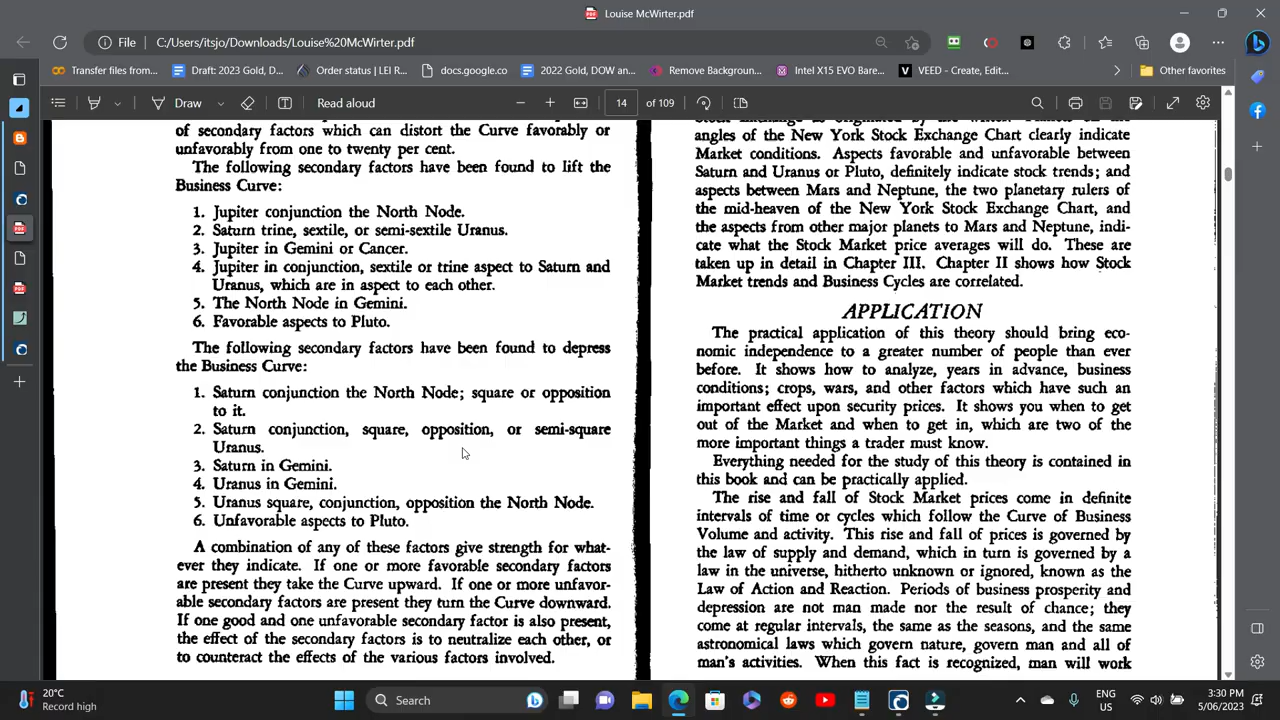 Louise McWirter.pdf
File
C:/Users/itsjo/Downloads/Louise%20McWirter.pdf
Transfer files from...
Draft: 2023 Gold, D...
Order status | LEI R...
docs.google.co
2022 Gold, DOW an...
Remove Backgroun...
Intel X15 EVO Bare...
VEED - Create, Edit...
Other favorites
Draw
Read aloud
14
of 109
of secondary factors which can distort the Curve favorably or
unfavorably from one to twenty per cent.
The following secondary factors have been found to lift the
Business Curve:
1. Jupiter conjunction the North Node.
2. Saturn trine, sextile, or semi-sextile Uranus.
3. Jupiter in Gemini or Cancer.
4. Jupiter in conjunction, sextile or trine aspect to Saturn and
Uranus, which are in aspect to each other.
5. The North Node in Gemini.
6. Favorable aspects to Pluto.
The following secondary factors have been found to depress
the Business Curve:
1. Saturn conjunction the North Node; square or opposition
to it.
2. Saturn conjunction, square, opposition, or semi-square
Uranus.
3. Saturn in Gemini.
4. Uranus in Gemini.
5. Uranus square, conjunction, opposition the North Node.
6. Unfavorable aspects to Pluto.
A combination of any of these factors give strength for what-
ever they indicate. If one or more favorable secondary factors
are present they take the Curve upward. If one or more unfavor-
able secondary factors are present they turn the Curve downward.
If one good and one unfavorable secondary factor is also present,
the effect of the secondary factors is to neutralize each other, or
to counteract the effects of the various factors involved.
angles of the New York Stock Exchange Chart clearly indicate
Market conditions. Aspects favorable and unfavorable between
Saturn and Uranus or Pluto, definitely indicate stock trends; and
aspects between Mars and Neptune, the two planetary rulers of
the mid-heaven of the New York Stock Exchange Chart, and
the aspects from other major planets to Mars and Neptune, indi-
cate what the Stock Market price averages will do. These are
taken up in detail in Chapter III. Chapter II shows how Stock
Market trends and Business Cycles are correlated.
APPLICATION
The practical application of this theory should bring eco-
nomic independence to a greater number of people than ever
before. It shows how to analyze, years in advance, business
conditions; crops, wars, and other factors which have such an
important effect upon security prices. It shows you when to get
out of the Market and when to get in, which are two of the
more important things a trader must know.
Everything needed for the study of this theory is contained in
this book and can be practically applied.
The rise and fall of Stock Market prices come in definite
intervals of time or cycles which follow the Curve of Business
Volume and activity. This rise and fall of prices is governed by
the law of supply and demand, which in turn is governed by a
law in the universe, hitherto unknown or ignored, known as the
Law of Action and Reaction. Periods of business prosperity and
depression are not man made nor the result of chance; they
come at regular intervals, the same as the seasons, and the same
astronomical laws which govern nature, govern man and all of
man's activities. When this fact is recognized, man will work
20°C
Record high
Search
ENG
US
3:30 PM
5/06/2023